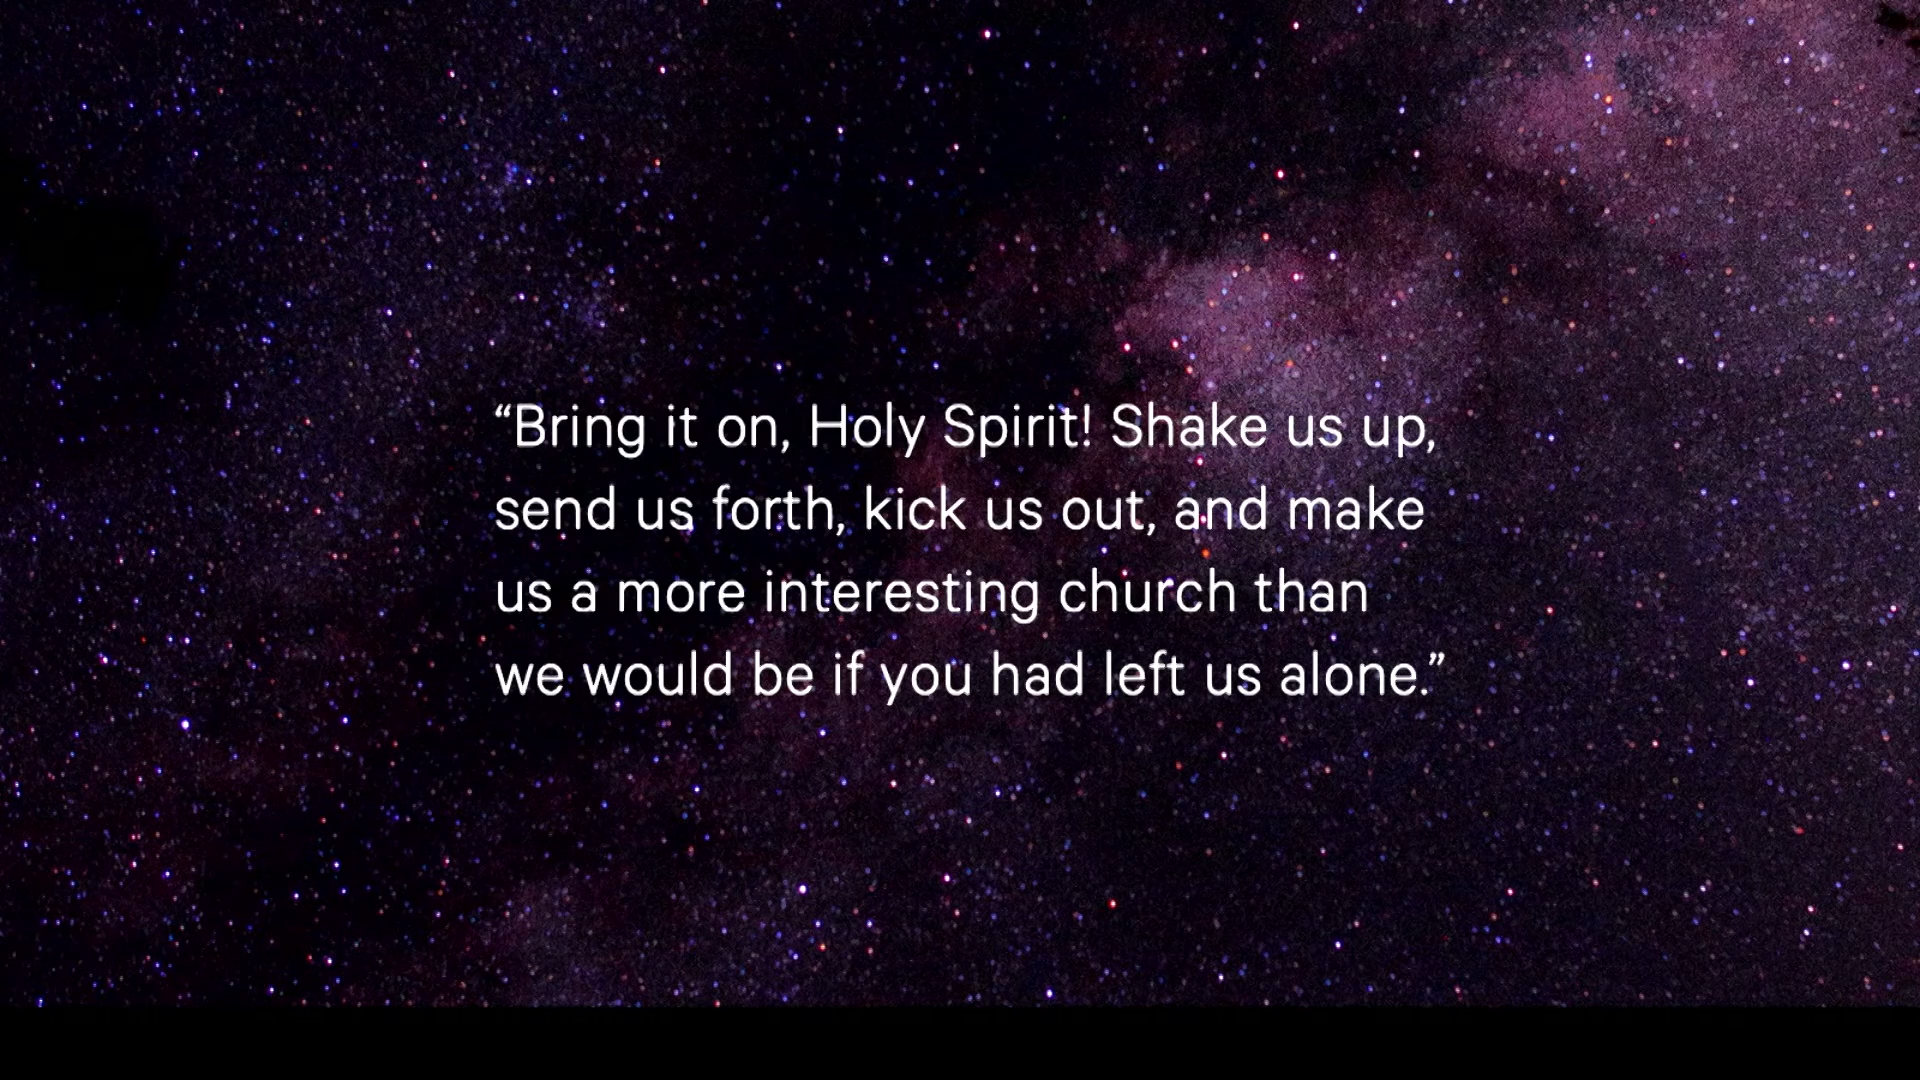 “Bring it on, Holy Spirit! Shake us up,
send us forth, kick us out, and make
us a more interesting church than
we would be if you had left us alone.”